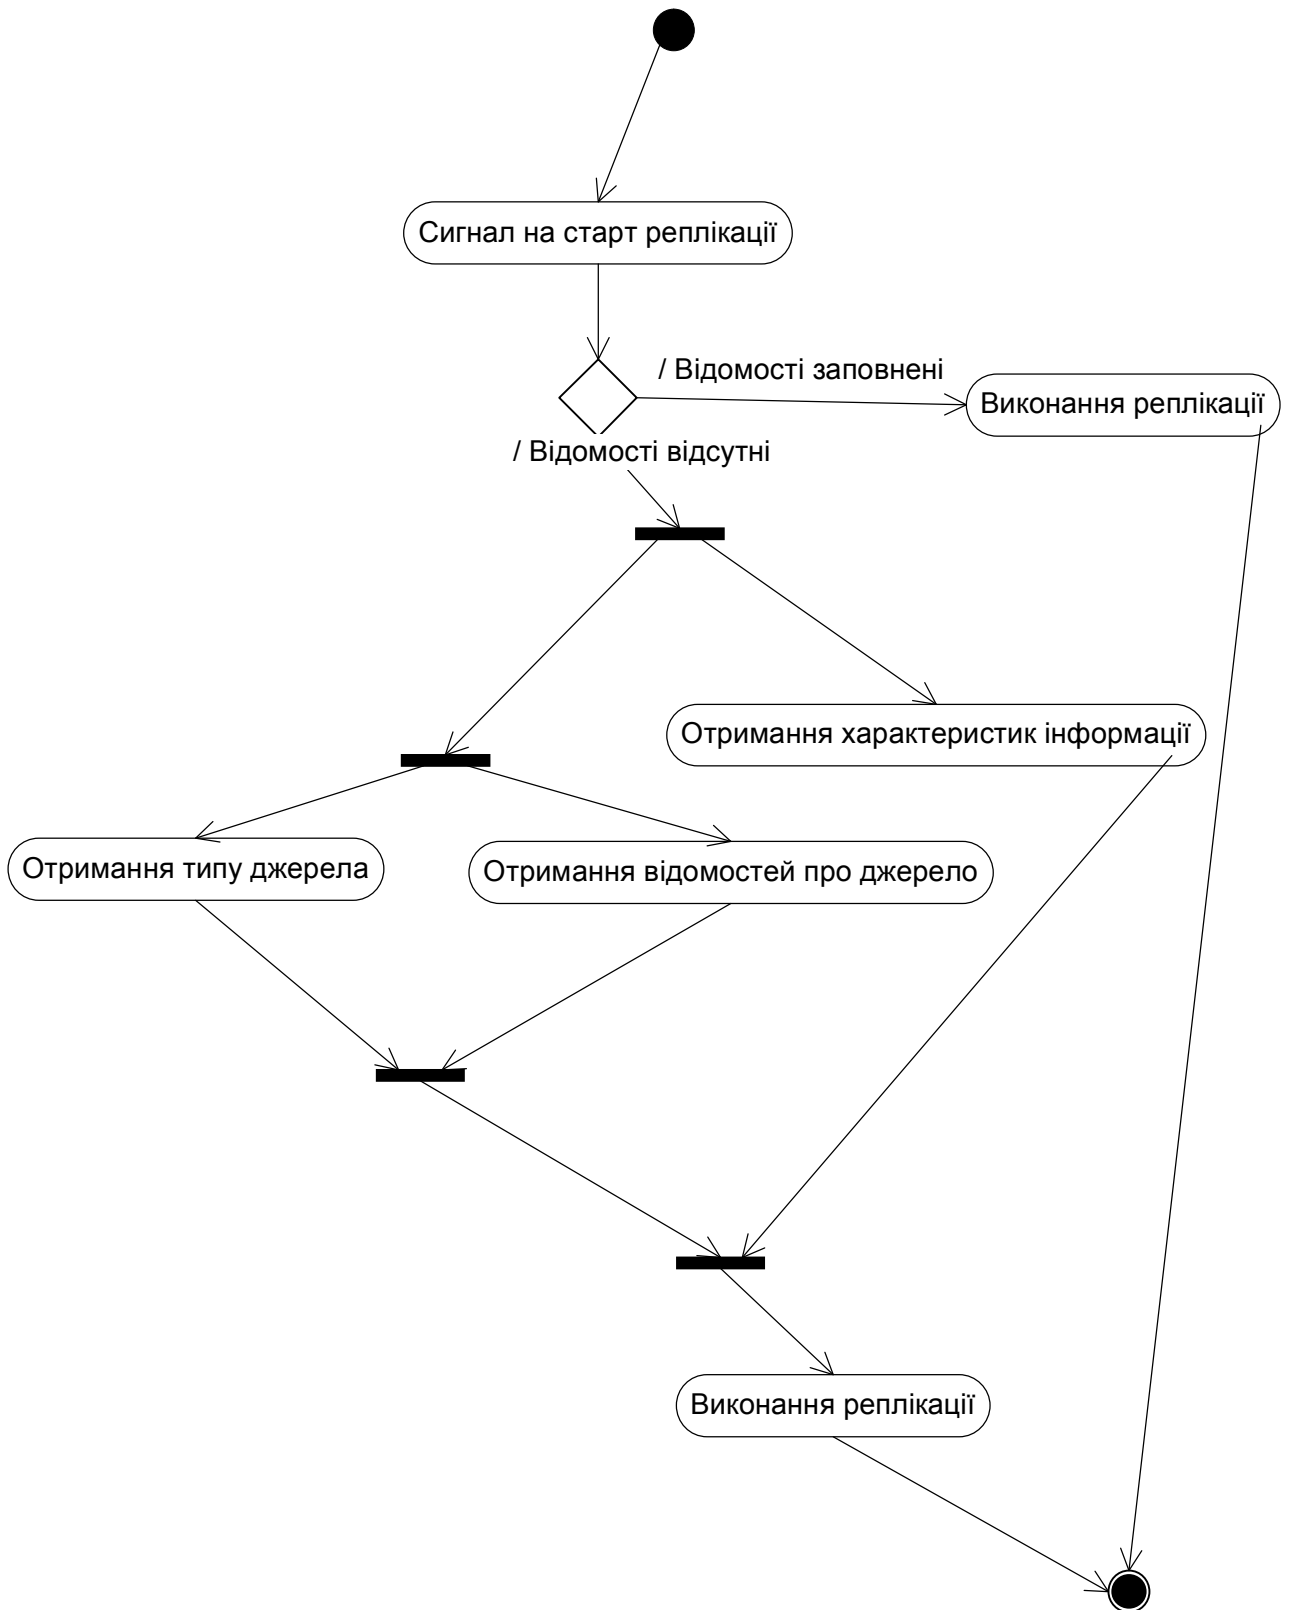 Сигнал на старт реплікації
/ Відомості заповнені
Виконання реплікації
/ Відомості відсутні
Отримання характеристик інформації
Отримання типу джерела
Отримання відомостей про джерело
Виконання реплікації